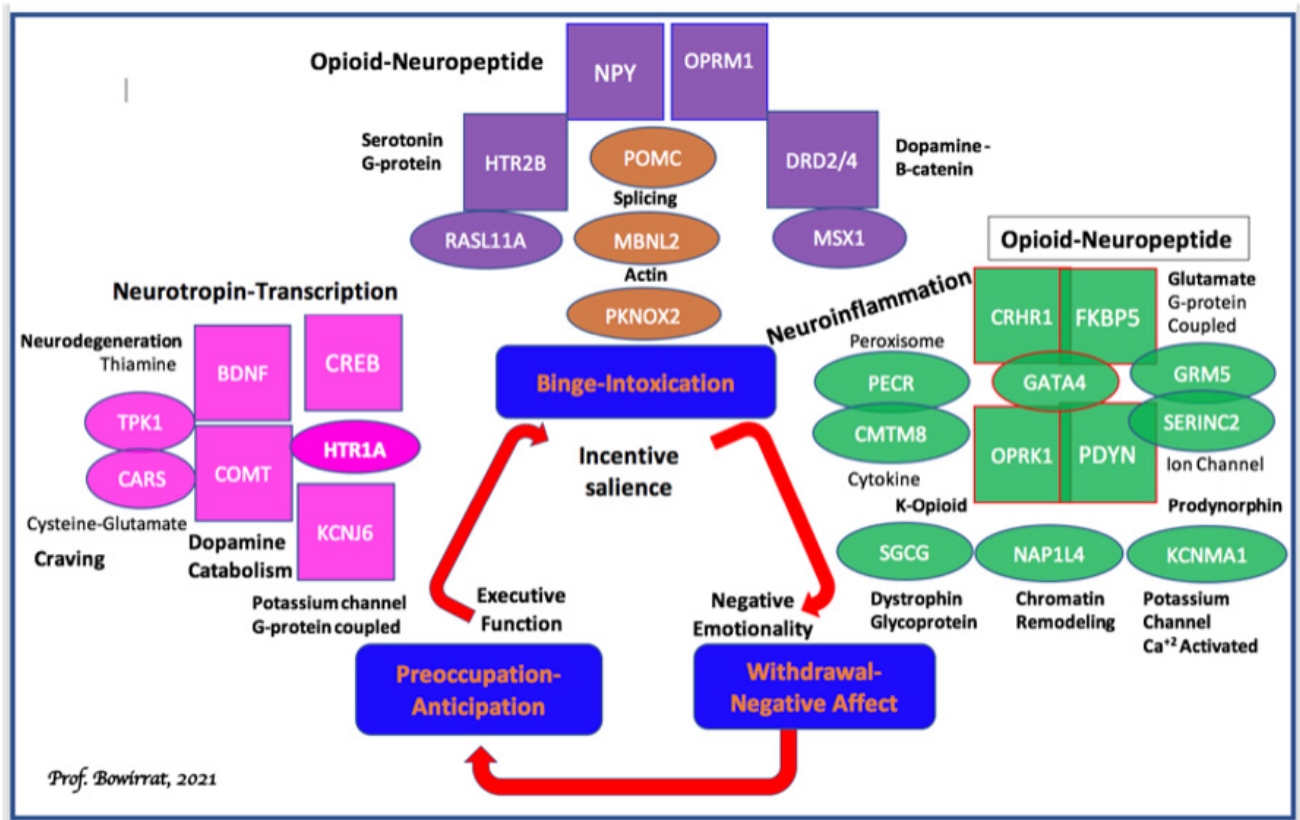 Opioid-Neuropeptide
NPY
OPRM1
Serotonin
G-protein
HTR2B
POMC
DRD2/4
Dopamine-
B-catenin
Splicing
RASL11A
MBNL2
MSX1
Actin
PKNOX2
Opioid-Neuropeptide
Neuroinflammation
CRHR1
FKBP5
Glutamate
G-protein
Coupled
Peroxisome
PECR
GATA4
GRM5
CMTM8
SERINC2
Cytokine
OPRK1
PDYN
Ion Channel
K-Opioid
Prodynorphin
SGCG
NAP1L4
KCNMA1
Dystrophin
Glycoprotein
Chromatin
Remodeling
Potassium
Channel
Ca+2 Activated
Neurotropin-Transcription
Neurodegeneration
Thiamine
BDNF
CREB
TPK1
HTR1A
CARS
COMT
Cysteine-Glutamate
Craving
Dopamine
Catabolism
KCNJ6
Potassium channel
G-protein coupled
Binge-Intoxication
Incentive
salience
Executive
Function
Negative
Emotionality
Preoccupation-
Anticipation
Withdrawal-
Negative Affect
Prof. Bowirrat, 2021